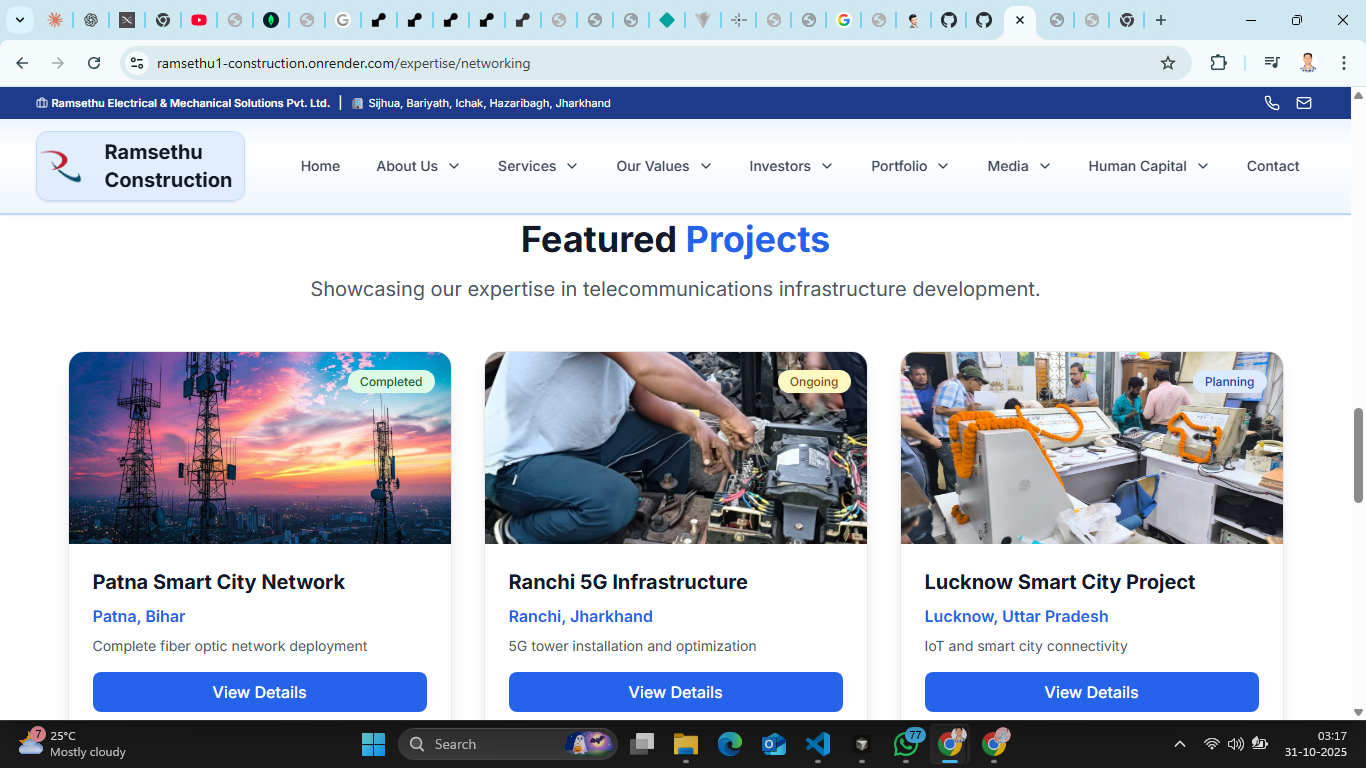 ramsethu1-construction.onrender.com/expertise/networking
Ramsethu Electrical & Mechanical Solutions Pvt. Ltd. | Sijhua, Bariyath, Ichak, Hazaribagh, Jharkhand
Ramsethu
Construction
Home About Us Services Our Values Investors Portfolio Media Human Capital Contact
Featured Projects
Showcasing our expertise in telecommunications infrastructure development.
Completed
Ongoing
Planning
Patna Smart City Network
Patna, Bihar
Complete fiber optic network deployment
View Details
Ranchi 5G Infrastructure
Ranchi, Jharkhand
5G tower installation and optimization
View Details
Lucknow Smart City Project
Lucknow, Uttar Pradesh
IoT and smart city connectivity
View Details
7
25°C
Mostly cloudy
Search
77
03:17
31-10-2025